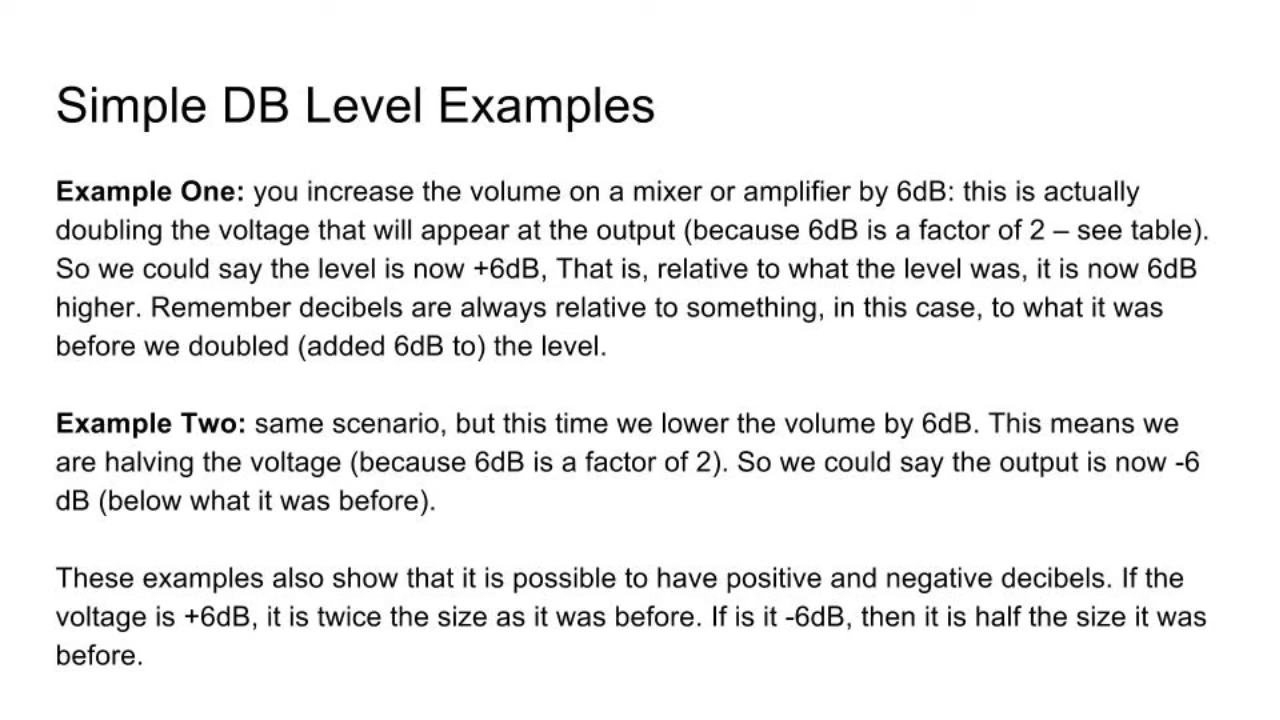 Simple DB Level Examples
Example One: you increase the volume on a mixer or amplifier by 6dB: this is actually
doubling the voltage that will appear at the output (because 6dB is a factor of 2 – see table).
So we could say the level is now +6dB, That is, relative to what the level was, it is now 6dB
higher. Remember decibels are always relative to something, in this case, to what it was
before we doubled (added 6dB to) the level.
Example Two: same scenario, but this time we lower the volume by 6dB. This means we
are halving the voltage (because 6dB is a factor of 2). So we could say the output is now -6
dB (below what it was before).
These examples also show that it is possible to have positive and negative decibels. If the
voltage is +6dB, it is twice the size as it was before. If is it -6dB, then it is half the size it was
before.